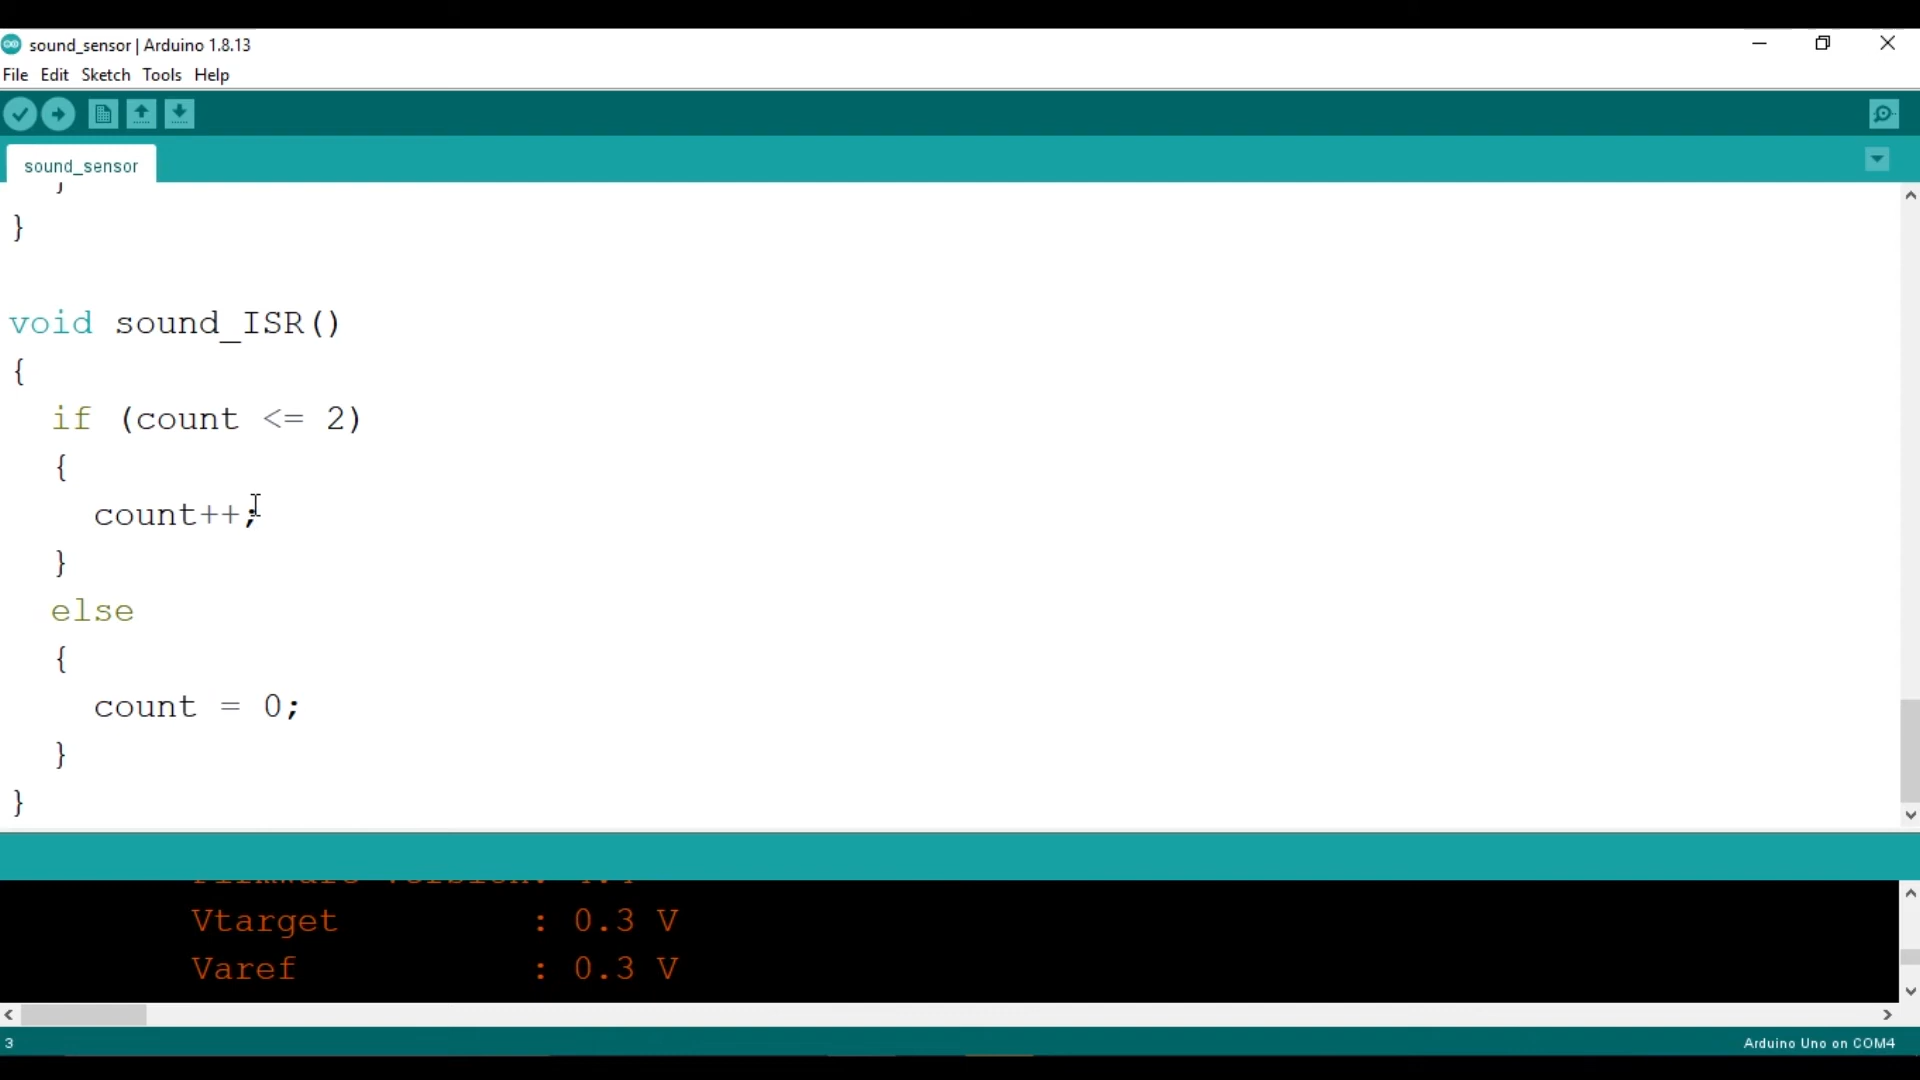 sound_sensor | Arduino 1.8.13
File Edit Sketch Tools Help
sound_sensor
}
}
void sound_ISR()
{
if (count <= 2)
{
count++;
}
else
{
count = 0;
}
}
Vtarget : 0.3 V
Varef : 0.3 V
3
Arduino Uno on COM4